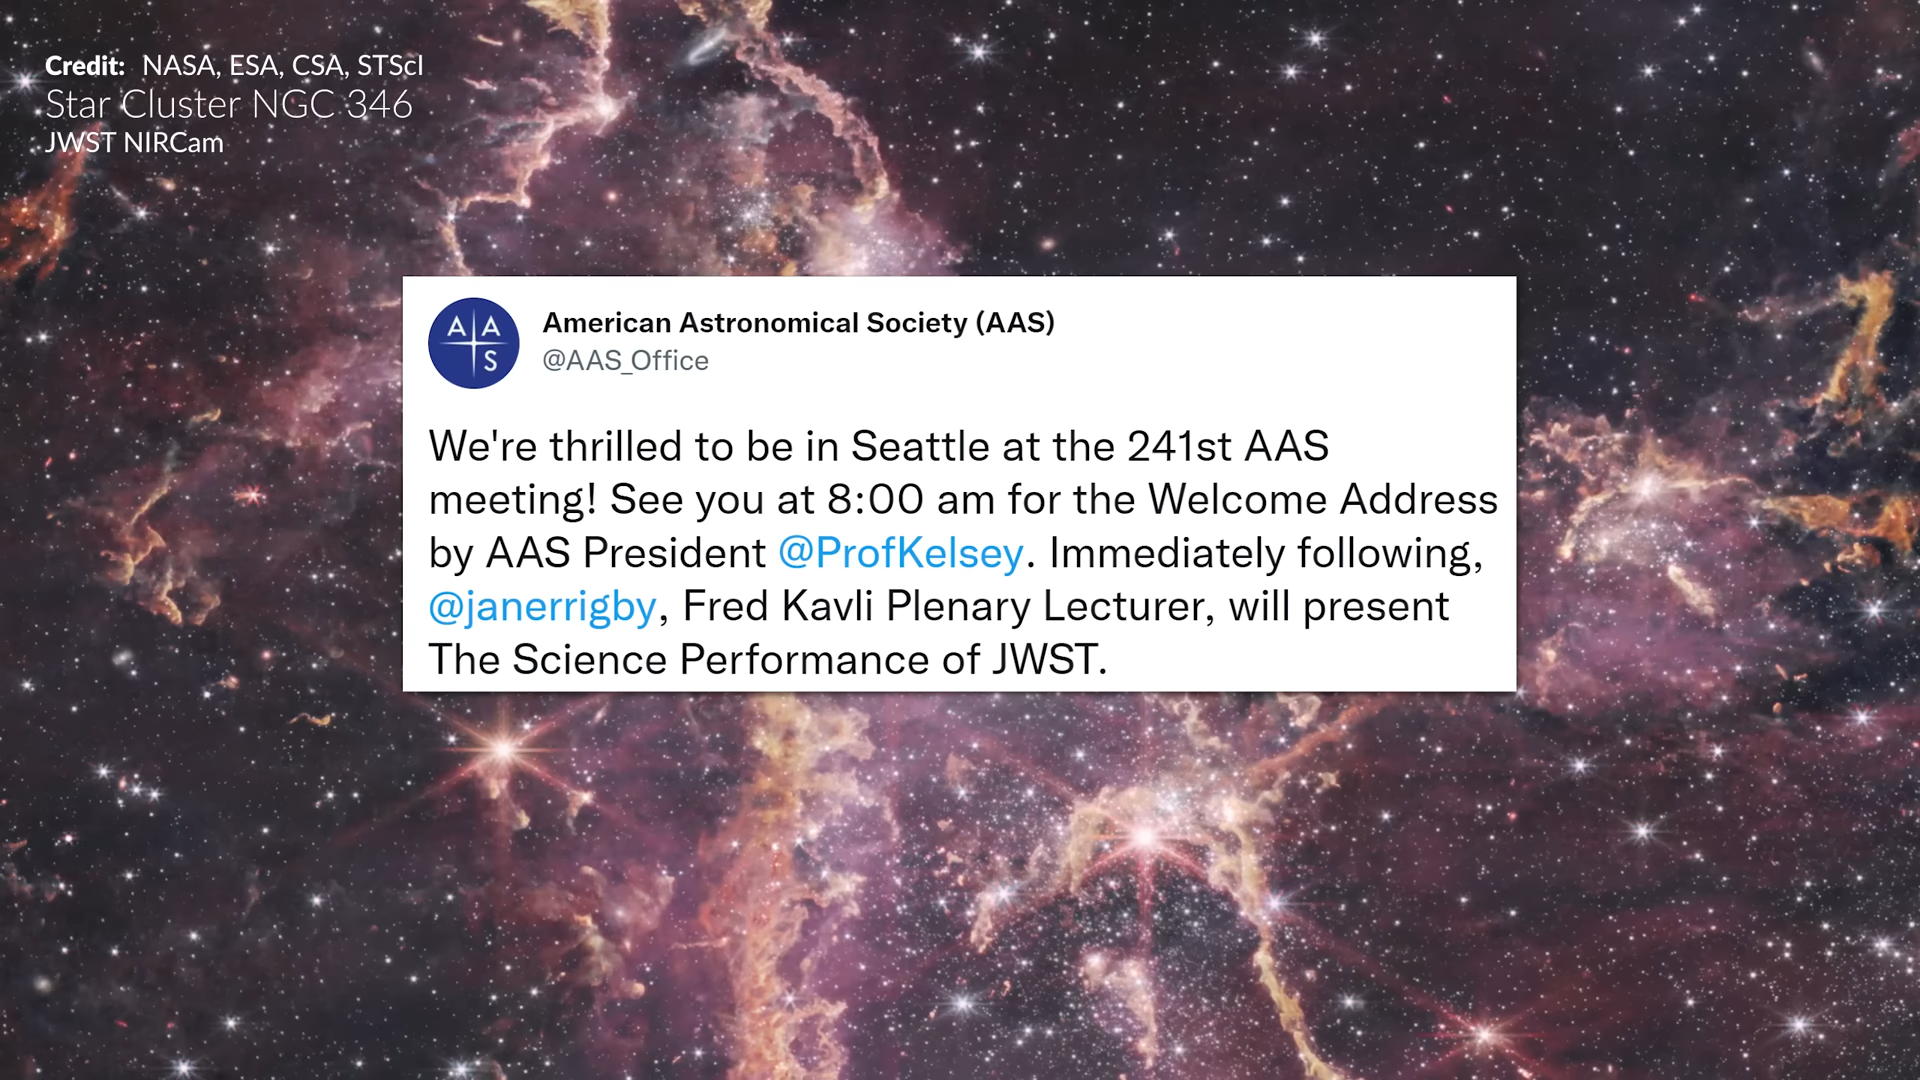 Credit: NASA, ESA, CSA, STScI
Star Cluster NGC 346
JWST NIRCam
A A
S
American Astronomical Society (AAS)
@AAS_Office
We're thrilled to be in Seattle at the 241st AAS
meeting! See you at 8:00 am for the Welcome Address
by AAS President @ProfKelsey. Immediately following,
@janerrigby, Fred Kavli Plenary Lecturer, will present
The Science Performance of JWST.